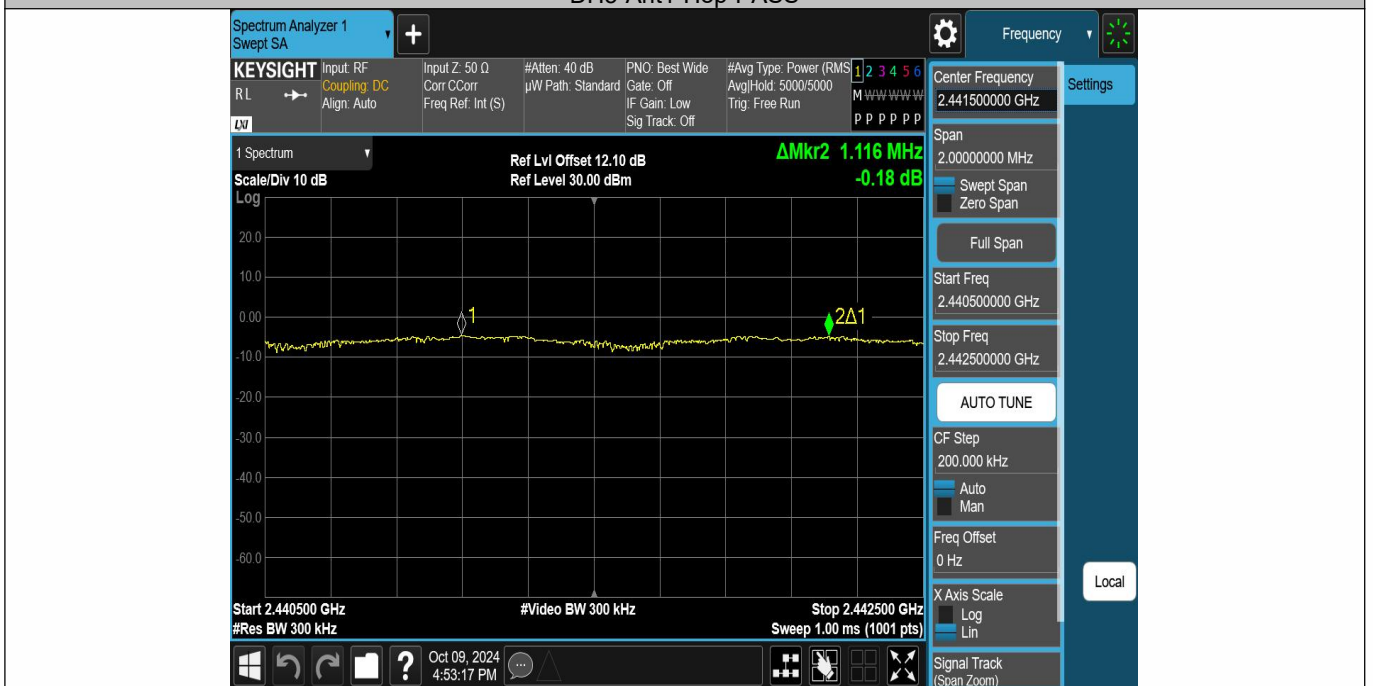 Spectrum Analyzer 1
Swept SA
+
Frequency
KEYSIGHT
R L
LXI
Input: RF
Coupling: DC
Align: Auto
Input Z: 50 Ω
Corr CCorr
Freq Ref: Int (S)
#Atten: 40 dB
µW Path: Standard
PNO: Best Wide
Gate: Off
IF Gain: Low
Sig Track: Off
#Avg Type: Power (RMS
Avg|Hold: 5000/5000
Trig: Free Run
1 2 3 4 5 6
M W W W W W
P P P P P P
1 Spectrum
Scale/Div 10 dB
Log
Ref Lvl Offset 12.10 dB
Ref Level 30.00 dBm
ΔMkr2 1.116 MHz
-0.18 dB
20.0
10.0
0.00
-10.0
-20.0
-30.0
-40.0
-50.0
-60.0
1
2Δ1
Start 2.440500 GHz
#Res BW 300 kHz
#Video BW 300 kHz
Stop 2.442500 GHz
Sweep 1.00 ms (1001 pts)
Center Frequency
2.441500000 GHz
Span
2.00000000 MHz
Swept Span
Zero Span
Full Span
Start Freq
2.440500000 GHz
Stop Freq
2.442500000 GHz
AUTO TUNE
CF Step
200.000 kHz
Auto
Man
Freq Offset
0 Hz
X Axis Scale
Log
Lin
Signal Track
(Span Zoom)
Settings
Local
?
Oct 09, 2024
4:53:17 PM